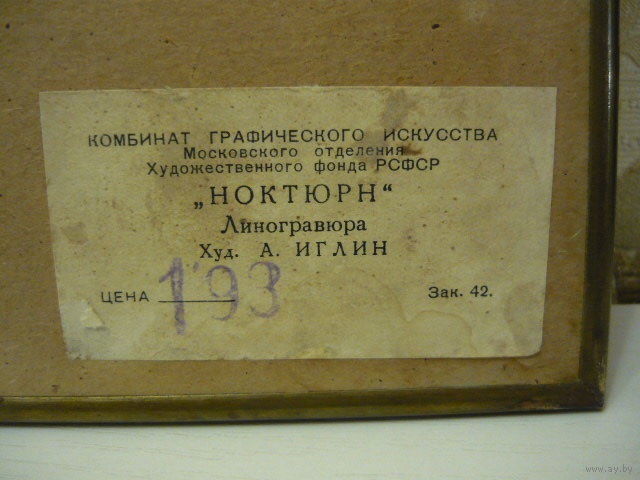 КОМБИНАТ ГРАФИЧЕСКОГО ИСКУССТВА
Московского отделения
Художественного фонда РСФСР
„НОКТЮРН“
Линогравюра
Худ. А. ИГЛИН
ЦЕНА 1'93 Зак. 42.
www.ay.by